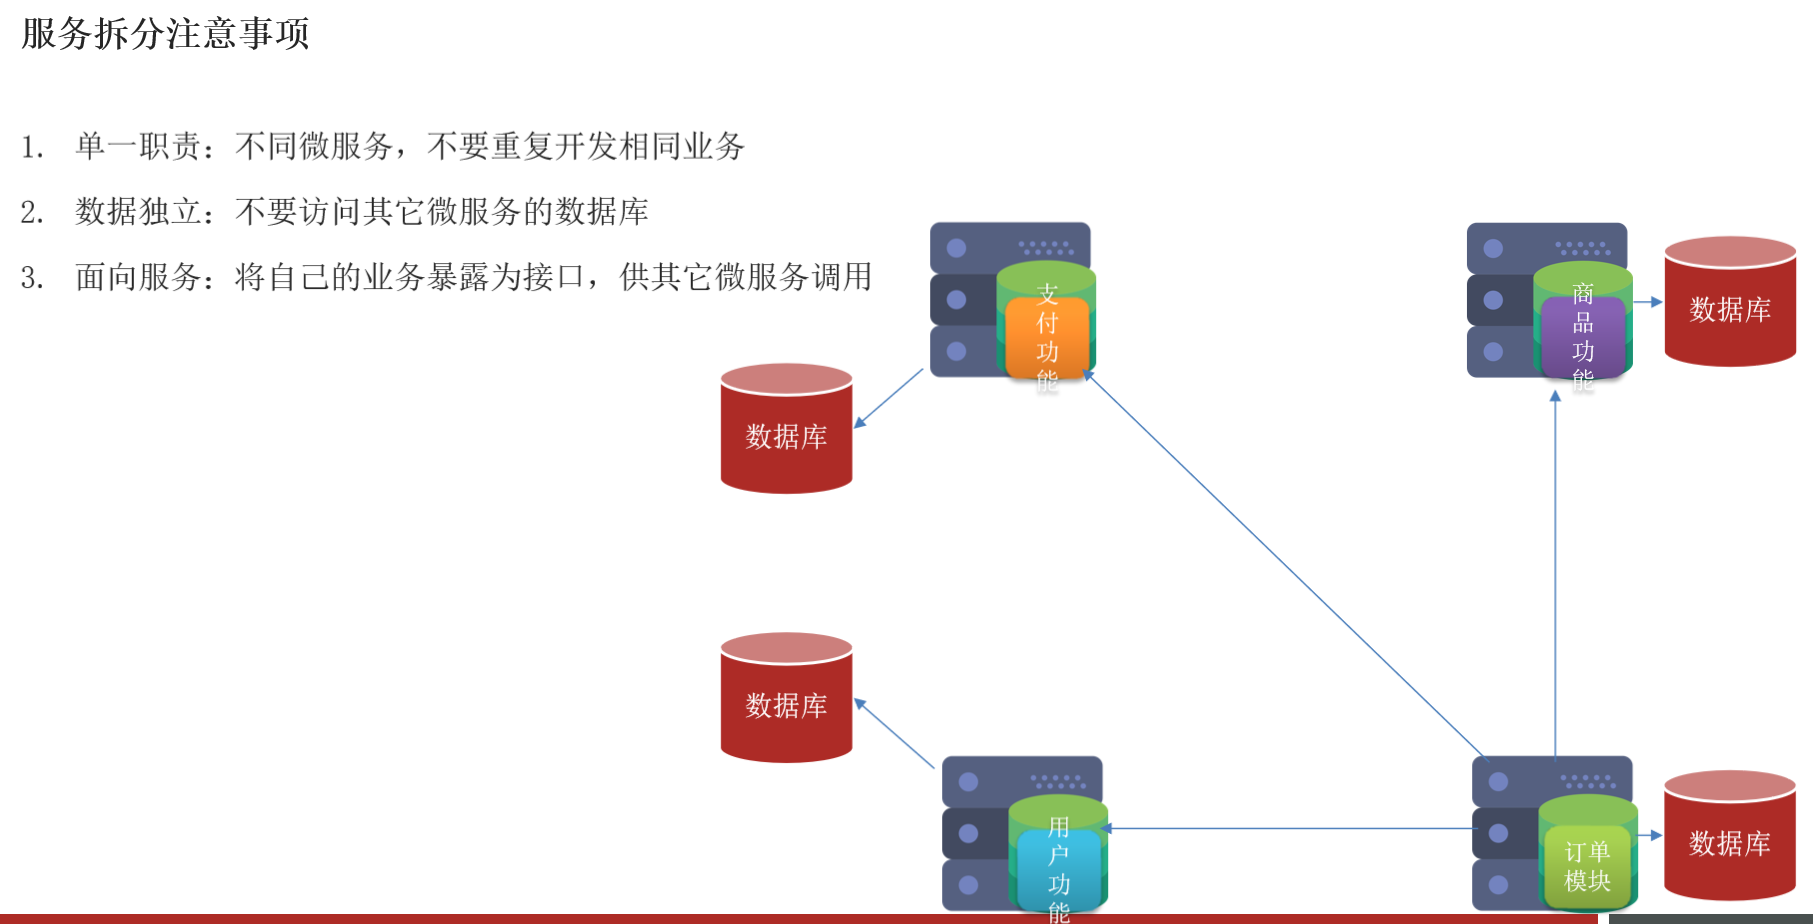 服务拆分注意事项
1. 单一职责：不同微服务，不要重复开发相同业务
2. 数据独立：不要访问其它微服务的数据库
3. 面向服务：将自己的业务暴露为接口，供其它微服务调用
支
付
功
能
商
品
功
能
数据库
数据库
数据库
用
户
功
能
订单
模块
数据库